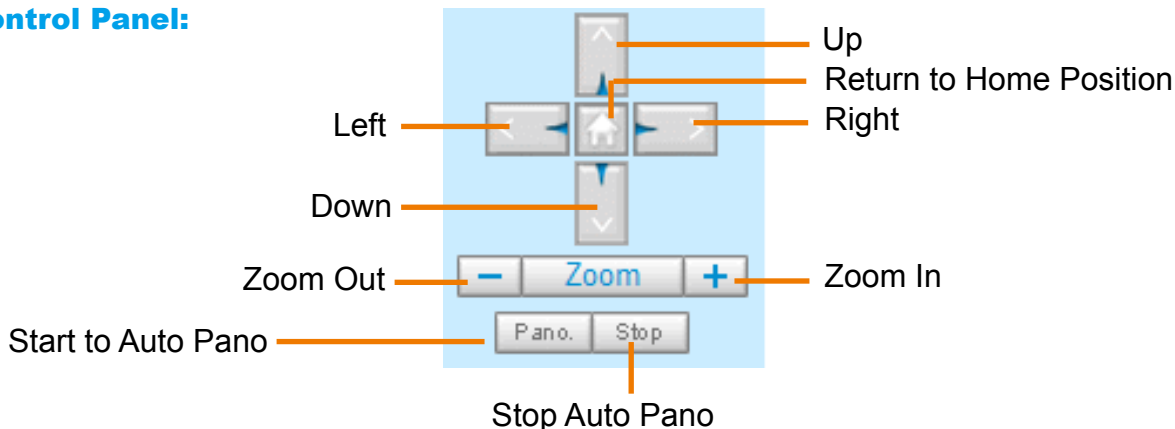 ontrol Panel:
Up
Return to Home Position
Left
Right
Down
Zoom Out
Zoom
Zoom In
Start to Auto Pano
Pano.
Stop
Stop Auto Pano